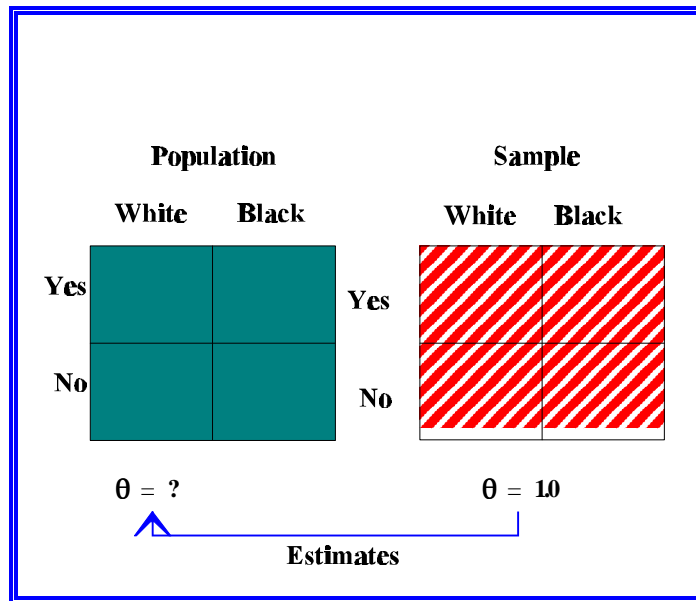 Population Sample
White Black White Black
Yes Yes
No No
θ = ? θ = 1.0
Estimates